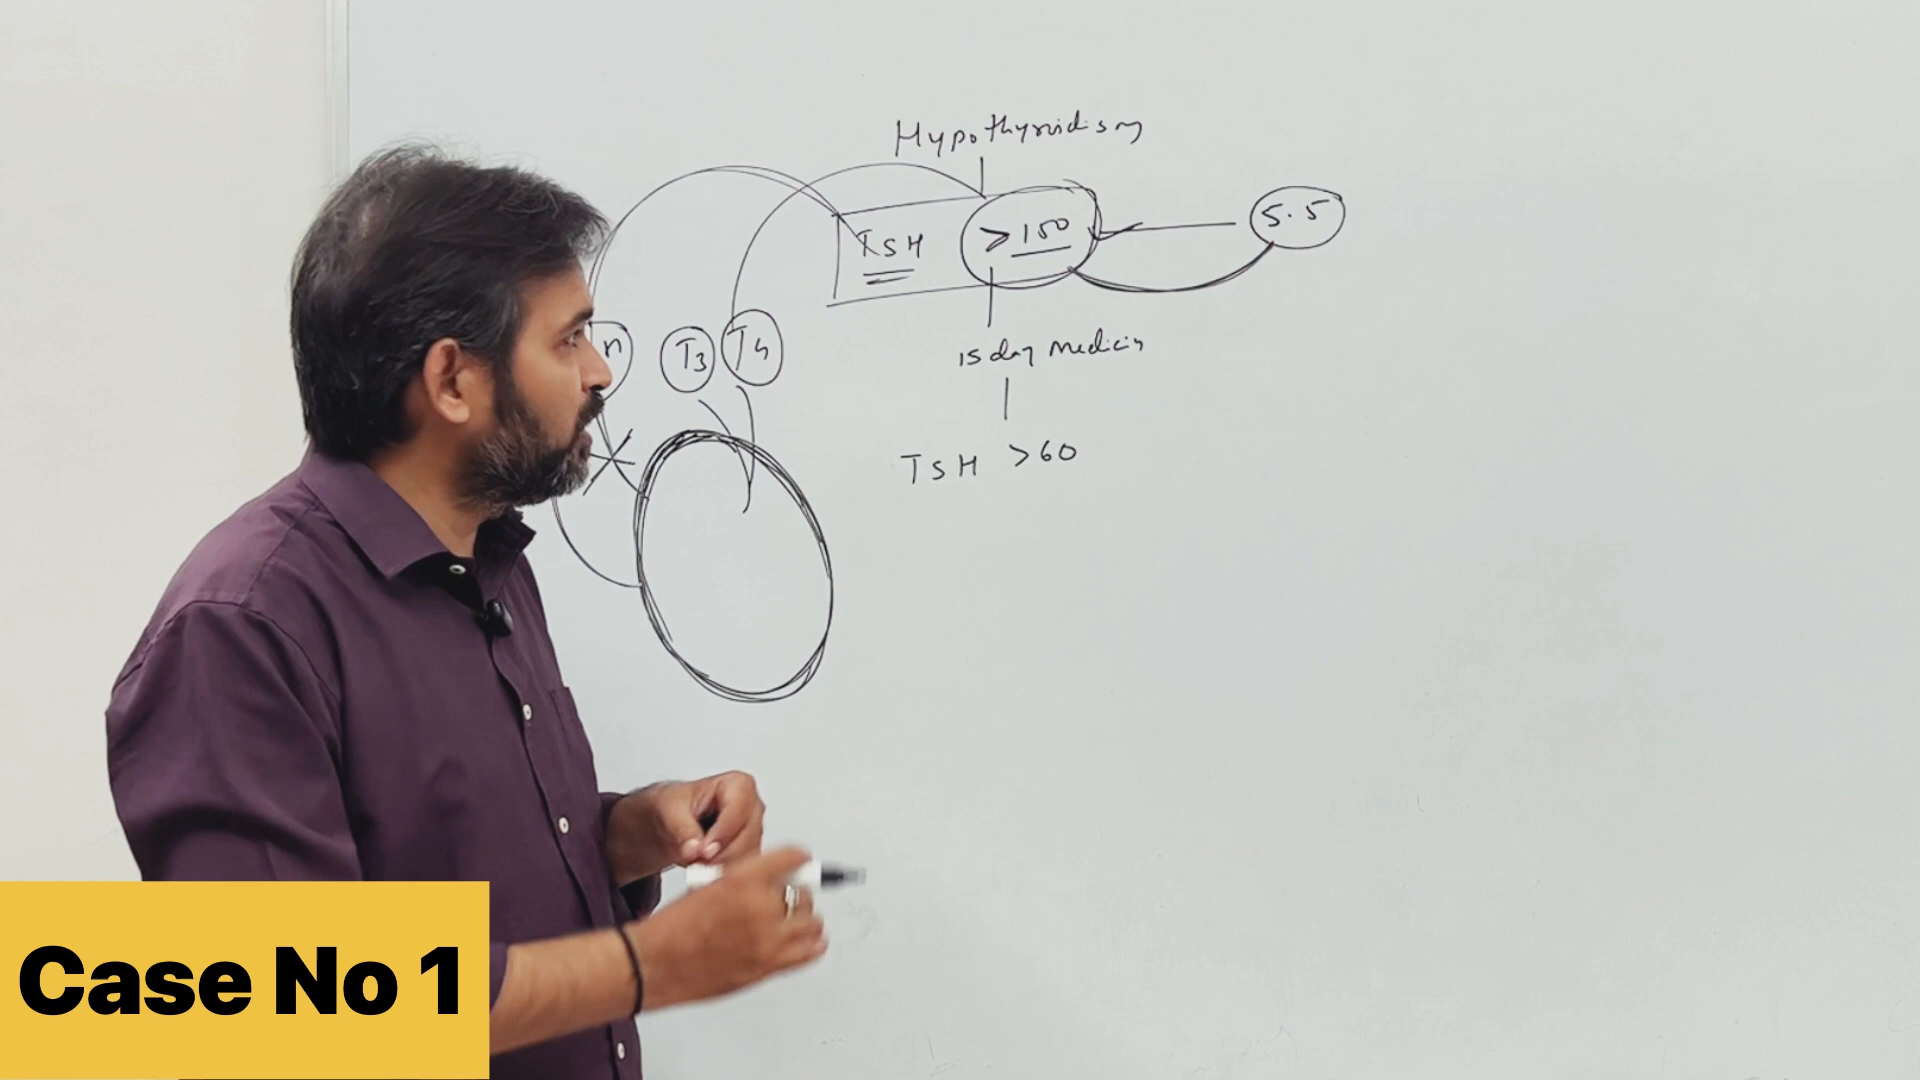 Hypothyroidism
TSH >150
5.5
n T3 T4
15 day medicin
TSH >60
Case No 1